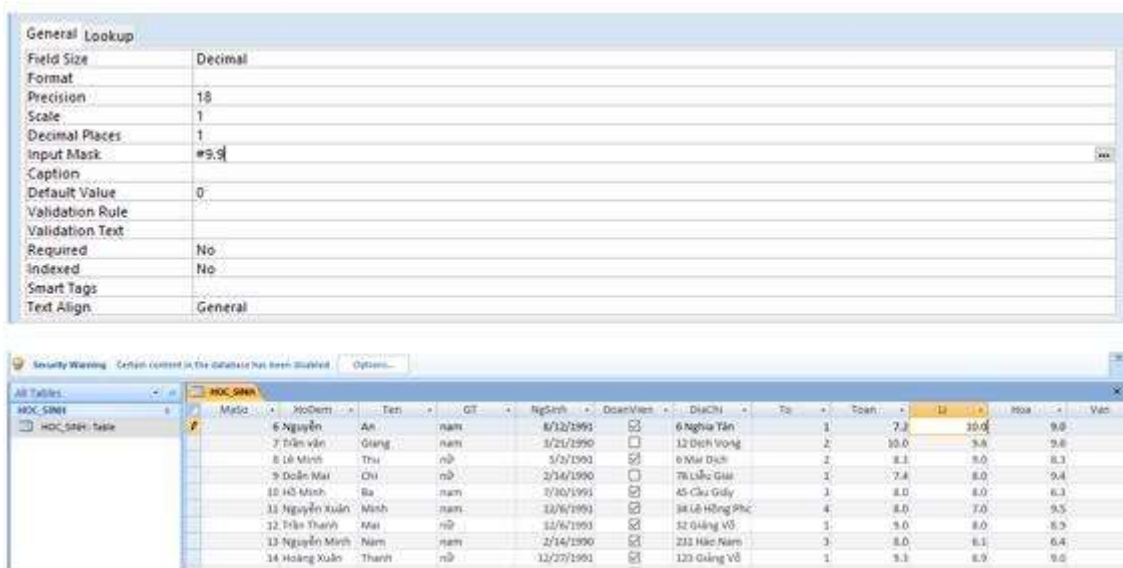 General Lookup
Field Size Decimal
Format
Precision 18
Scale 1
Decimal Places 1
Input Mask #9.9
Caption
Default Value 0
Validation Rule
Validation Text
Required No
Indexed No
Smart Tags
Text Align General
Security Warning Certain content in the database has been disabled Options...
All Tables HOC_SINH
HOC_SINH MaSo HoDem Ten GT NgSinh DoanVien DiaChi To Toan Li Hoa Van
HOC_SINH: Table 6 Nguyễn An nam 8/12/1991 6 Nghĩa Tân 1 7.2 10.0 9.0
7 Trần văn Giang nam 3/21/1990 12 Dịch Vọng 2 10.0 9.6 9.8
8 Lê Minh Thu nữ 5/3/1991 6 Mai Dịch 2 8.3 9.0 8.3
9 Doãn Mai Chi nữ 2/14/1990 78 Liễu Giai 1 7.4 8.0 9.4
10 Hồ Minh Ba nam 7/30/1991 45 Cầu Giấy 3 8.0 8.0 6.3
11 Nguyễn Xuân Minh nam 12/6/1991 34 Lê Hồng Pho 4 8.0 7.0 9.5
12 Trần Thanh Mai nữ 12/6/1991 32 Giảng Võ 1 9.0 8.0 8.9
13 Nguyễn Minh Nam nam 2/14/1990 232 Hào Nam 3 8.0 6.1 6.4
14 Hoàng Xuân Thanh nữ 12/27/1991 123 Giảng Võ 1 9.3 8.9 9.0